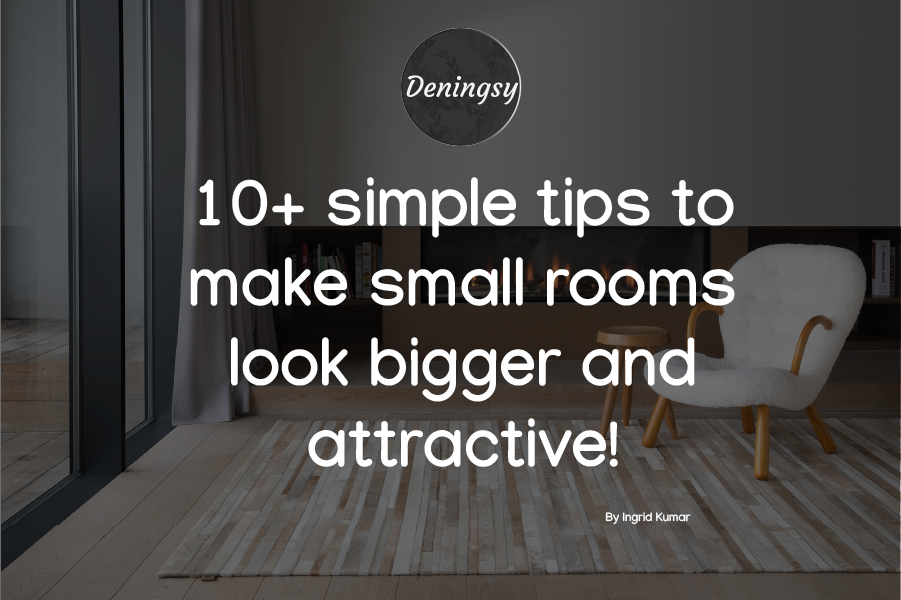 Deningsy
10+ simple tips to
make small rooms
look bigger and
attractive!
By Ingrid Kumar